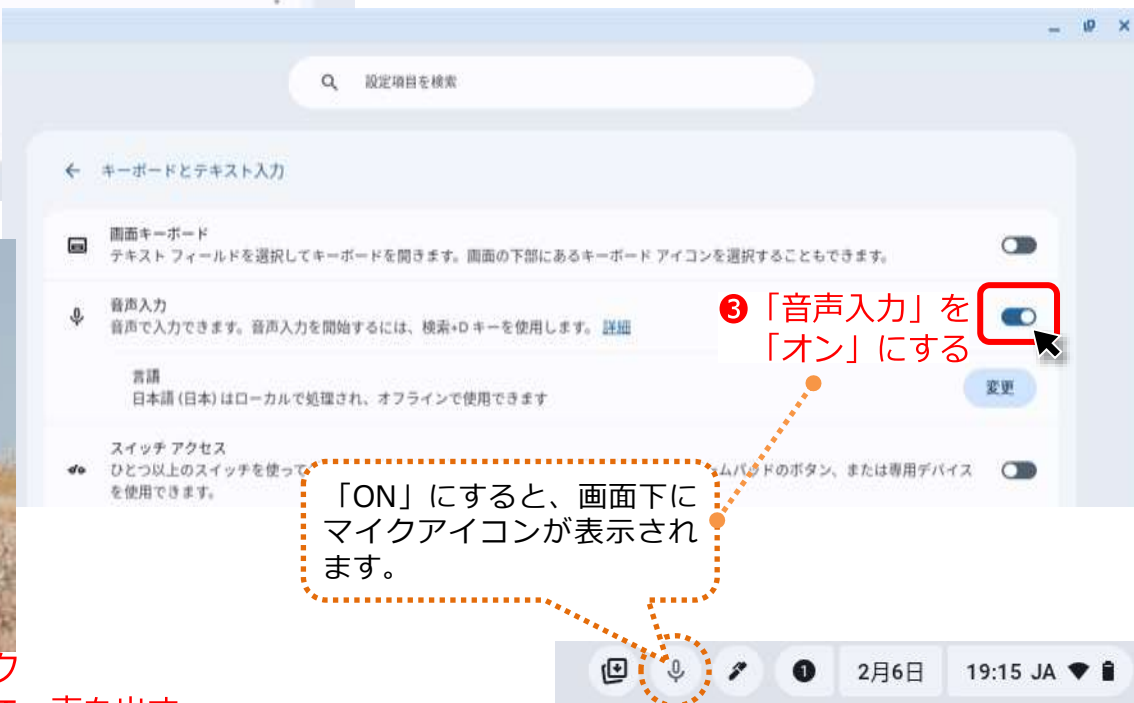 設定項目を検索
キーボードとテキスト入力
画面キーボード
テキスト フィールドを選択してキーボードを開きます。画面の下部にあるキーボード アイコンを選択することもできます。
音声入力
音声で入力できます。音声入力を開始するには、検索+D キーを使用します。 詳細
❸「音声入力」を
「オン」にする
言語
日本語 (日本) はローカルで処理され、オフラインで使用できます
変更
スイッチ アクセス
ひとつ以上のスイッチを使って
ームパッドのボタン、または専用デバイス
を使用できます。
「ON」にすると、画面下に
マイクアイコンが表示され
ます。
ク
1
2月6日
19:15 JA